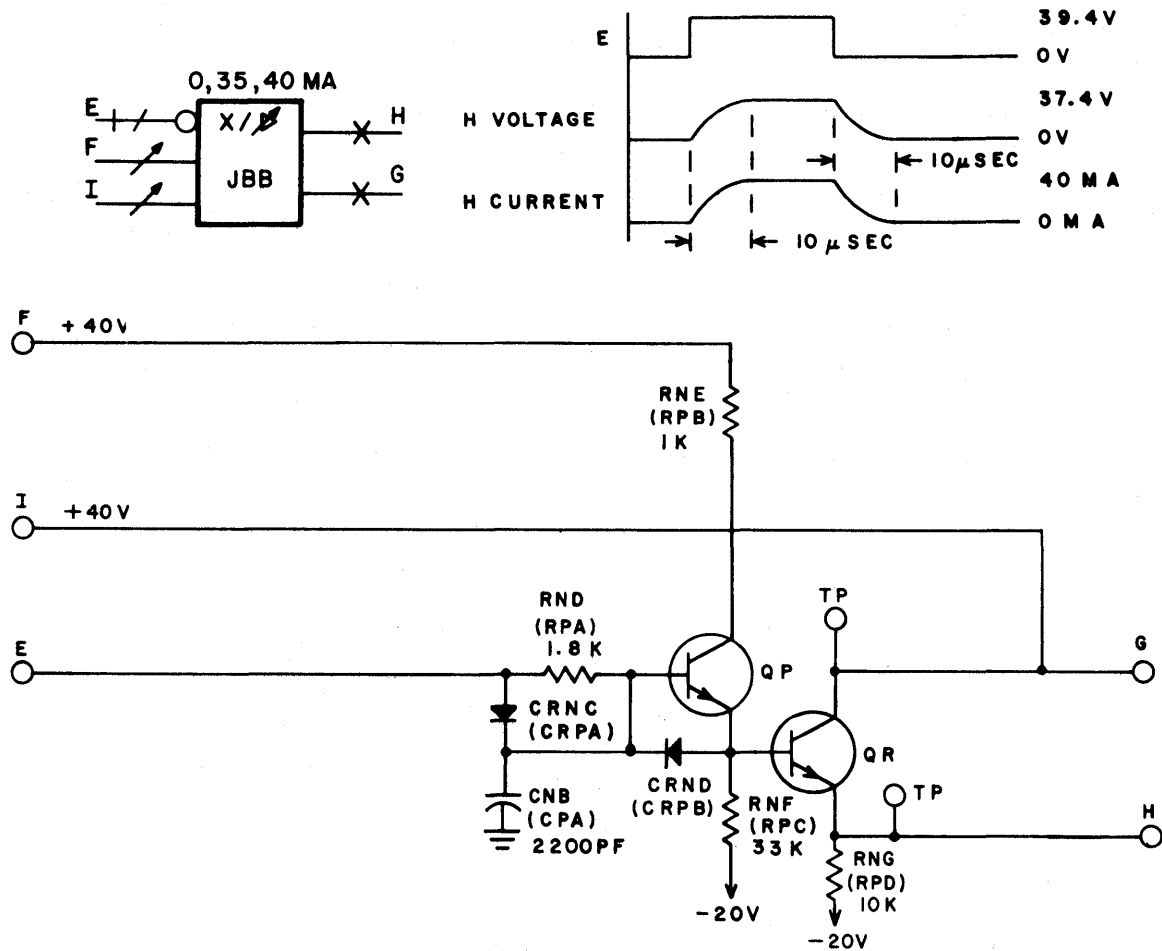 0,35,40 MA
E
X/
F
I
JBB
H
G
E
39.4V
0V
H VOLTAGE
37.4V
0V
10μSEC
H CURRENT
40 MA
0 MA
10 μ SEC
F
+40V
RNE
(RPB)
1K
I
+40V
E
RND
(RPA)
1.8K
QP
TP
G
CRNC
(CRPA)
CRND
(CRPB)
CNB
(CPA)
2200PF
RNF
(RPC)
33K
-20V
QR
TP
H
RNG
(RPD)
10K
-20V